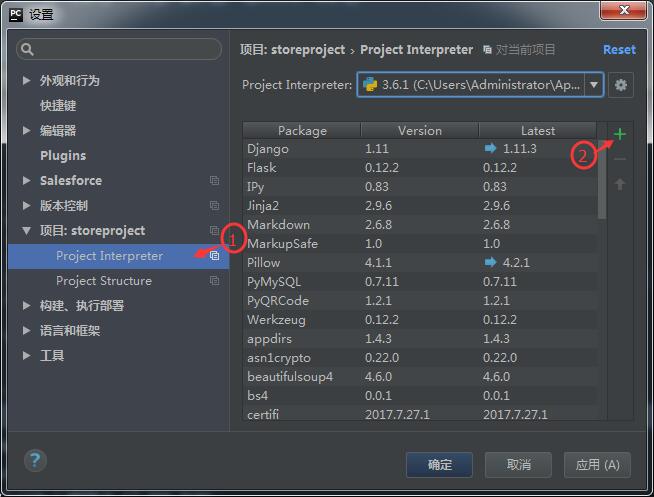 PC 设置
项目: storeproject › Project Interpreter 对当前项目 Reset
外观和行为
快捷键
编辑器
Plugins
Salesforce
版本控制
项目: storeproject
Project Interpreter
Project Structure
构建、执行部署
语言和框架
工具
Project Interpreter: 3.6.1 (C:\Users\Administrator\Ap...
Package Version Latest
Django 1.11 1.11.3
Flask 0.12.2 0.12.2
IPy 0.83 0.83
Jinja2 2.9.6 2.9.6
Markdown 2.6.8 2.6.8
MarkupSafe 1.0 1.0
Pillow 4.1.1 4.2.1
PyMySQL 0.7.11 0.7.11
PyQRCode 1.2.1 1.2.1
Werkzeug 0.12.2 0.12.2
appdirs 1.4.3 1.4.3
asn1crypto 0.22.0 0.22.0
beautifulsoup4 4.6.0 4.6.0
bs4 0.0.1 0.0.1
certifi 2017.7.27.1 2017.7.27.1
1
2
? 确定 取消 应用 (A)